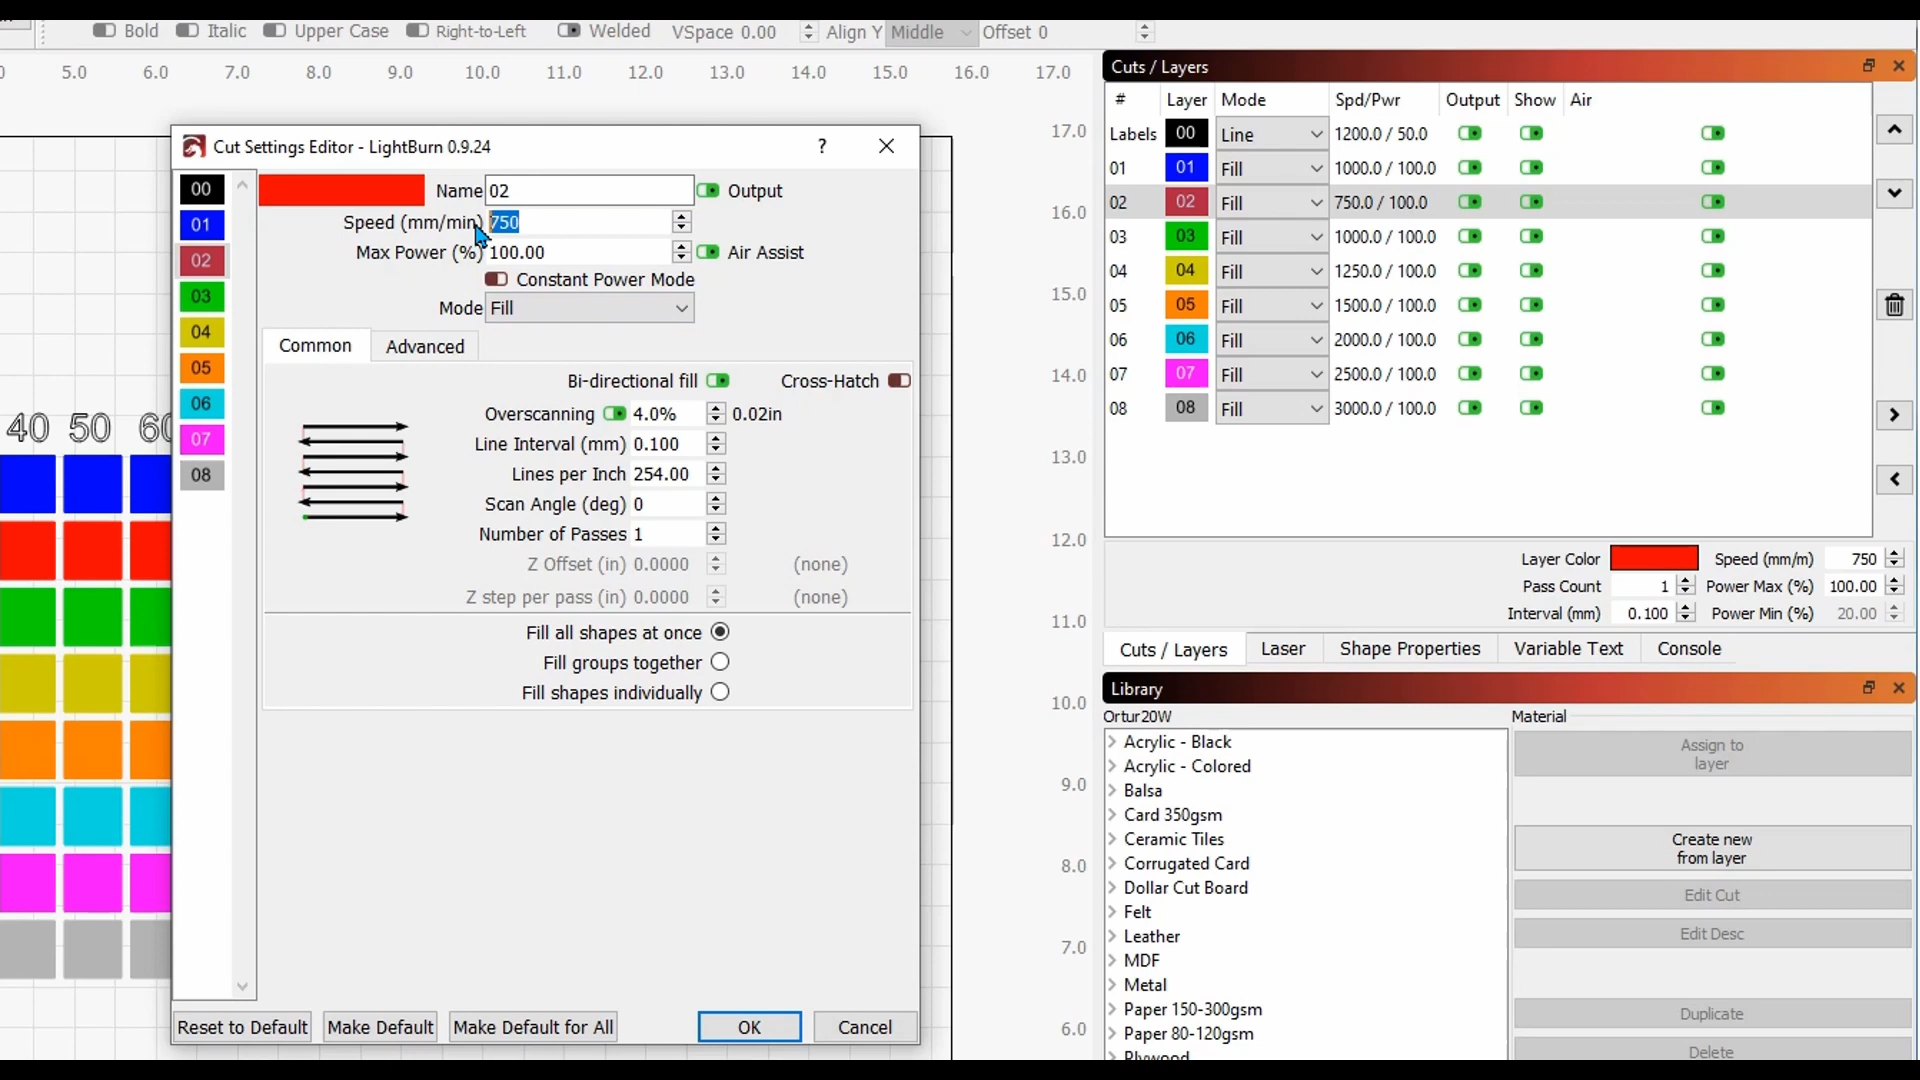 Bold Italic Upper Case Right-to-Left Welded VSpace 0.00 Align Y Middle Offset 0
5.0 6.0 7.0 8.0 9.0 10.0 11.0 12.0 13.0 14.0 15.0 16.0 17.0
17.0
16.0
15.0
14.0
13.0
12.0
11.0
10.0
9.0
8.0
7.0
6.0
40 50 60
Cut Settings Editor - LightBurn 0.9.24 ?
00
01
02
03
04
05
06
07
08
Name 02 Output
Speed (mm/min) 750
Max Power (%) 100.00 Air Assist
Constant Power Mode
Mode Fill
Common Advanced
Bi-directional fill Cross-Hatch
Overscanning 4.0% 0.02in
Line Interval (mm) 0.100
Lines per Inch 254.00
Scan Angle (deg) 0
Number of Passes 1
Z Offset (in) 0.0000 (none)
Z step per pass (in) 0.0000 (none)
Fill all shapes at once
Fill groups together
Fill shapes individually
Reset to Default Make Default Make Default for All OK Cancel
Cuts / Layers
# Layer Mode Spd/Pwr Output Show Air
Labels 00 Line 1200.0 / 50.0
01 01 Fill 1000.0 / 100.0
02 02 Fill 750.0 / 100.0
03 03 Fill 1000.0 / 100.0
04 04 Fill 1250.0 / 100.0
05 05 Fill 1500.0 / 100.0
06 06 Fill 2000.0 / 100.0
07 07 Fill 2500.0 / 100.0
08 08 Fill 3000.0 / 100.0
Layer Color Speed (mm/m) 750
Pass Count 1 Power Max (%) 100.00
Interval (mm) 0.100 Power Min (%) 20.00
Cuts / Layers Laser Shape Properties Variable Text Console
Library
Ortur20W
Acrylic - Black
Acrylic - Colored
Balsa
Card 350gsm
Ceramic Tiles
Corrugated Card
Dollar Cut Board
Felt
Leather
MDF
Metal
Paper 150-300gsm
Paper 80-120gsm
Plywood
Material
Assign to
layer
Create new
from layer
Edit Cut
Edit Desc
Duplicate
Delete